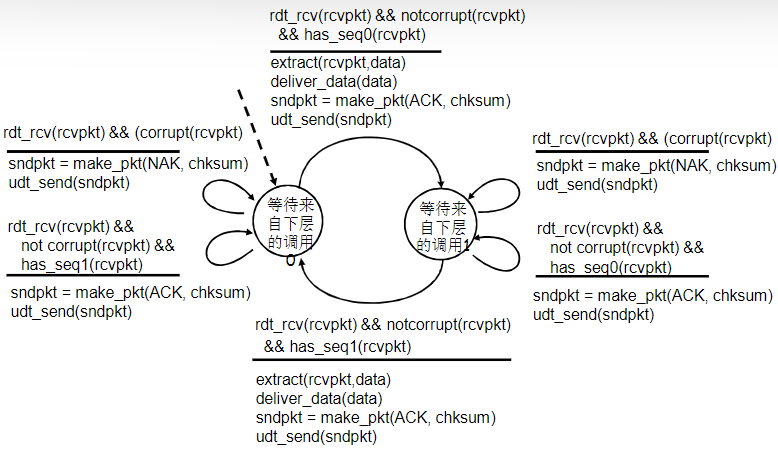 rdt_rcv(rcvpkt) && notcorrupt(rcvpkt)
&& has_seq0(rcvpkt)
extract(rcvpkt,data)
deliver_data(data)
sndpkt = make_pkt(ACK, chksum)
udt_send(sndpkt)
rdt_rcv(rcvpkt) && (corrupt(rcvpkt)
sndpkt = make_pkt(NAK, chksum)
udt_send(sndpkt)
rdt_rcv(rcvpkt) &&
not corrupt(rcvpkt) &&
has_seq1(rcvpkt)
sndpkt = make_pkt(ACK, chksum)
udt_send(sndpkt)
等待来
自下层
的调用
0
等待来
自下层
的调用1
rdt_rcv(rcvpkt) && (corrupt(rcvpkt)
sndpkt = make_pkt(NAK, chksum)
udt_send(sndpkt)
rdt_rcv(rcvpkt) &&
not corrupt(rcvpkt) &&
has_seq0(rcvpkt)
sndpkt = make_pkt(ACK, chksum)
udt_send(sndpkt)
rdt_rcv(rcvpkt) && notcorrupt(rcvpkt)
&& has_seq1(rcvpkt)
extract(rcvpkt,data)
deliver_data(data)
sndpkt = make_pkt(ACK, chksum)
udt_send(sndpkt)